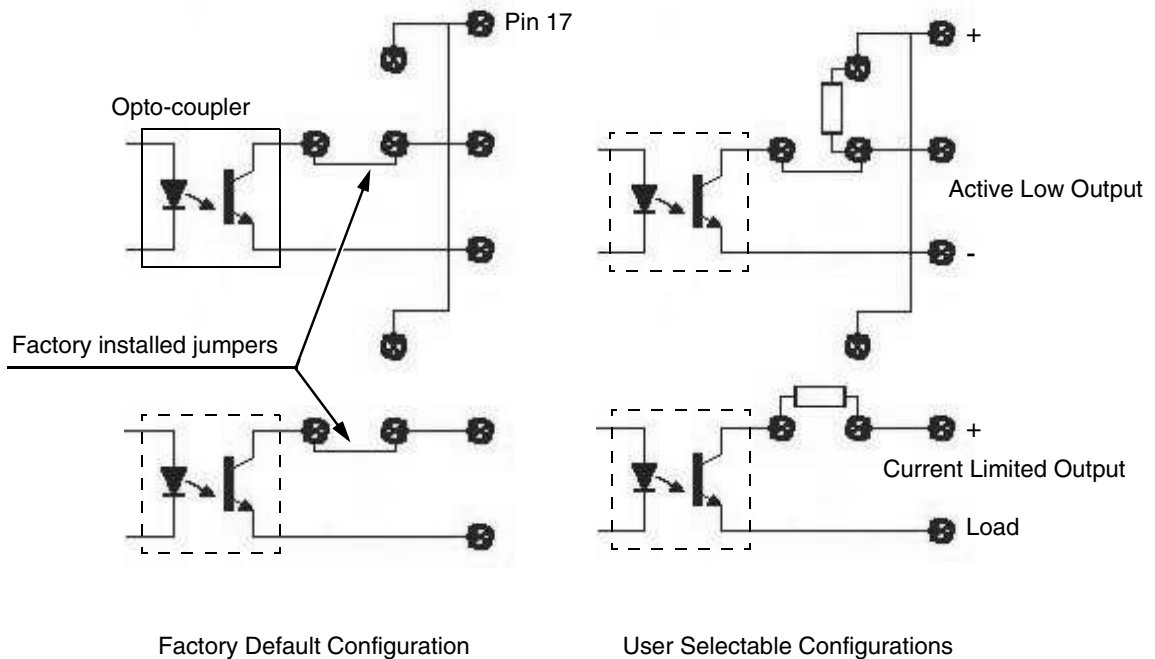 Pin 17
+
Opto-coupler
Active Low Output
-
Factory installed jumpers
+
Current Limited Output
Load
Factory Default Configuration
User Selectable Configurations